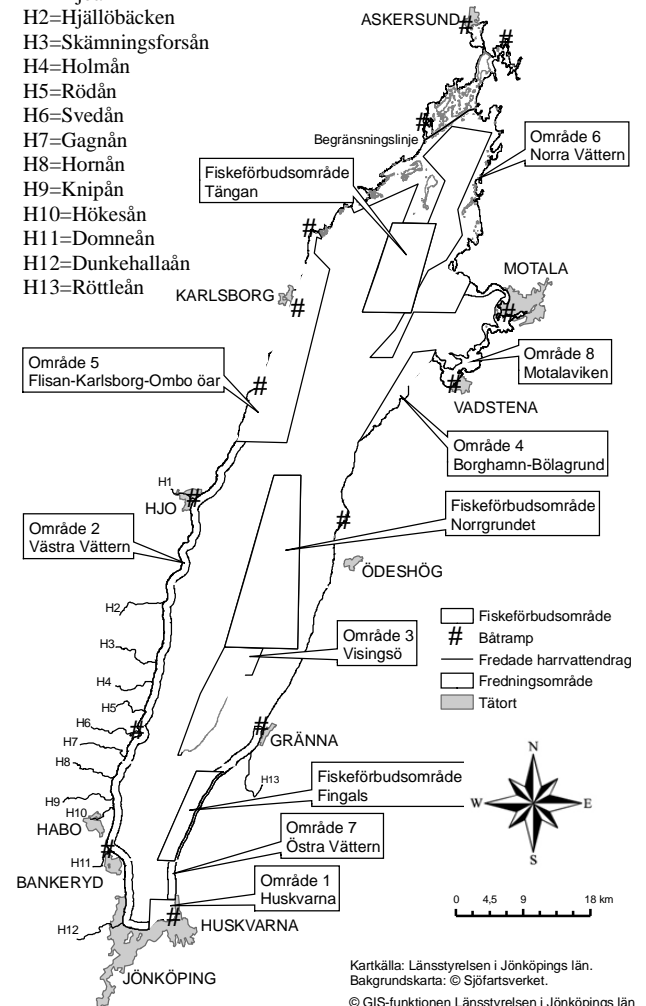 H2=Hjällöbäcken
H3=Skämningsforsån
H4=Holmån
H5=Rödån
H6=Svedån
H7=Gagnån
H8=Hornån
H9=Knipån
H10=Hökesån
H11=Domneån
H12=Dunkehallaån
H13=Röttleån
ASKERSUND
Begränsningslinje
Område 6
Norra Vättern
Fiskeförbudsområde
Tängan
MOTALA
KARLSBORG
Område 8
Motalaviken
Område 5
Flisan-Karlsborg-Ombo öar
VADSTENA
Område 4
Borghamn-Bölagrund
H1
HJO
Fiskeförbudsområde
Norrgrundet
Område 2
Västra Vättern
ÖDESHÖG
H2
H3
H4
H5
H6
H7
H8
H9
H10
HABO
H11
BANKERYD
H12
JÖNKÖPING
Område 3
Visingsö
GRÄNNA
H13
Fiskeförbudsområde
Fingals
Område 7
Östra Vättern
Område 1
Huskvarna
HUSKVARNA
Fiskeförbudsområde
# Båtramp
Fredade harrvattendrag
Fredningsområde
Tätort
N
W E
S
0 4,5 9 18 km
Kartkälla: Länsstyrelsen i Jönköpings län.
Bakgrundskarta: © Sjöfartsverket.
© GIS-funktionen Länsstyrelsen i Jönköpings län